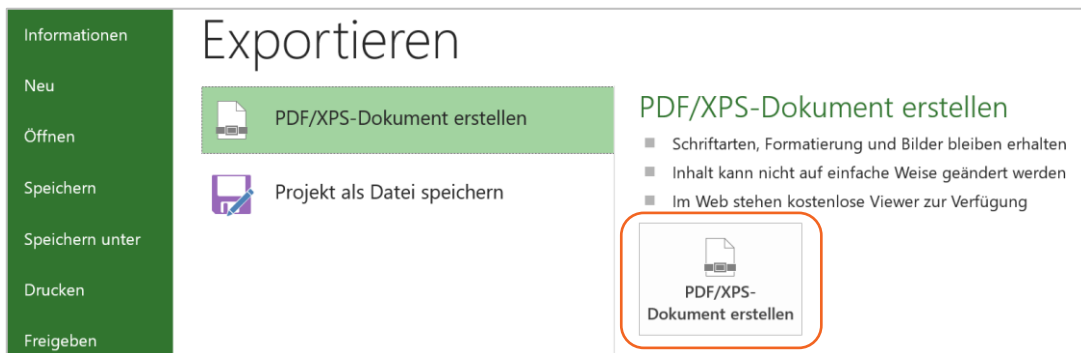 Informationen
Neu
Öffnen
Speichern
Speichern unter
Drucken
Freigeben
Exportieren
PDF/XPS-Dokument erstellen
Projekt als Datei speichern
PDF/XPS-Dokument erstellen
Schriftarten, Formatierung und Bilder bleiben erhalten
Inhalt kann nicht auf einfache Weise geändert werden
Im Web stehen kostenlose Viewer zur Verfügung
PDF/XPS-
Dokument erstellen